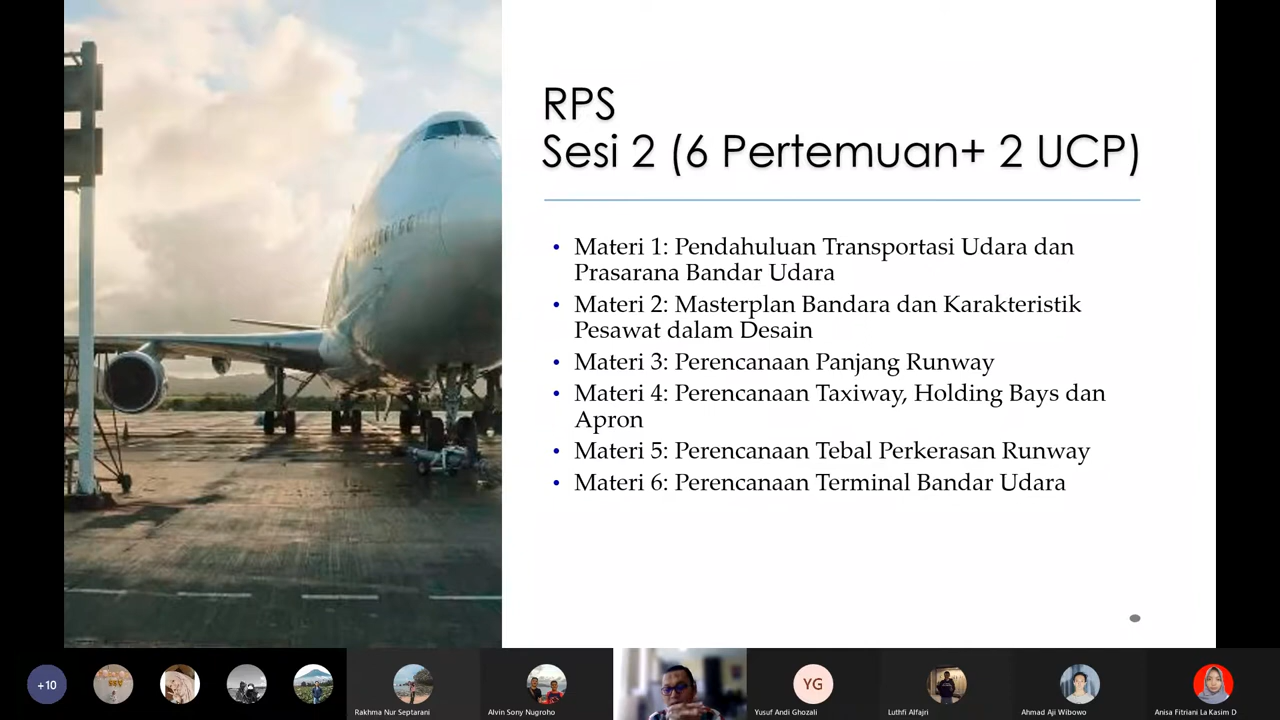 RPS
Sesi 2 (6 Pertemuan+ 2 UCP)
• Materi 1: Pendahuluan Transportasi Udara dan
Prasarana Bandar Udara
• Materi 2: Masterplan Bandara dan Karakteristik
Pesawat dalam Desain
• Materi 3: Perencanaan Panjang Runway
• Materi 4: Perencanaan Taxiway, Holding Bays dan
Apron
• Materi 5: Perencanaan Tebal Perkerasan Runway
• Materi 6: Perencanaan Terminal Bandar Udara
+10
YG
Rakhma Nur Septarani
Alvin Sony Nugroho
Yusuf Andi Ghozali
Luthfi Alfajri
Ahmad Aji Wibowo
Anisa Fitriani La Kasim D